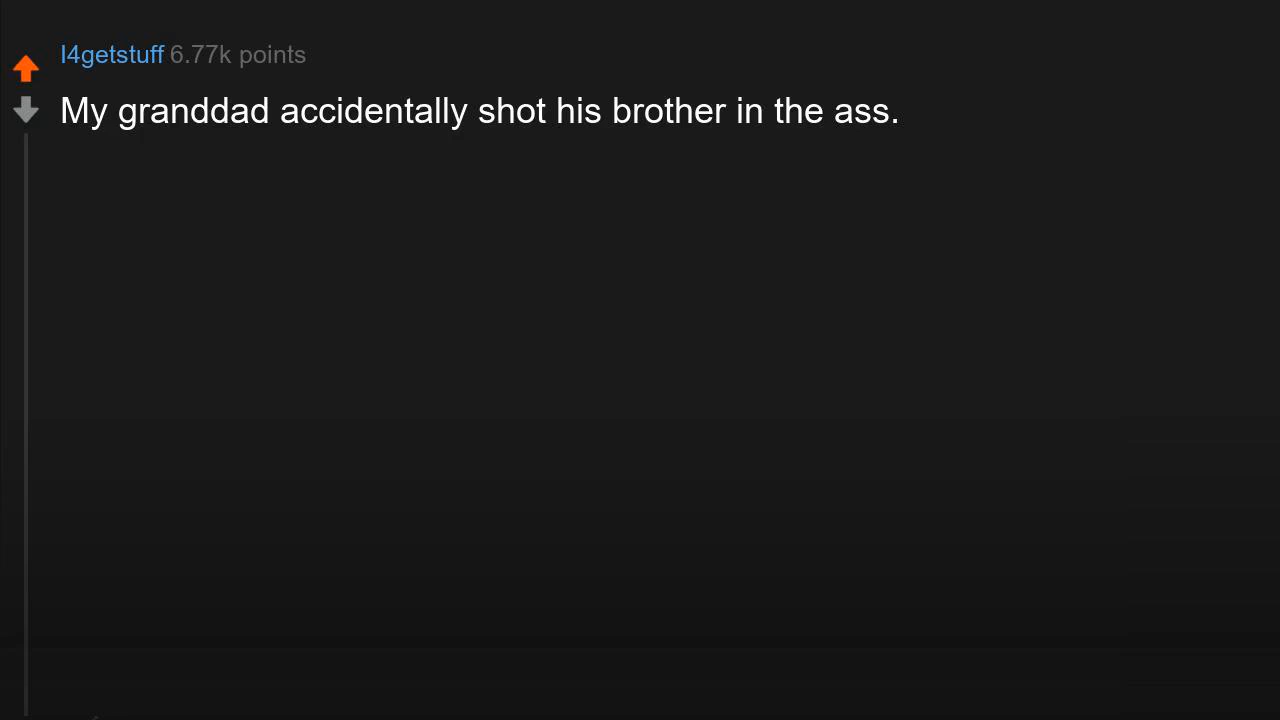 I4getstuff 6.77k points
My granddad accidentally shot his brother in the ass.